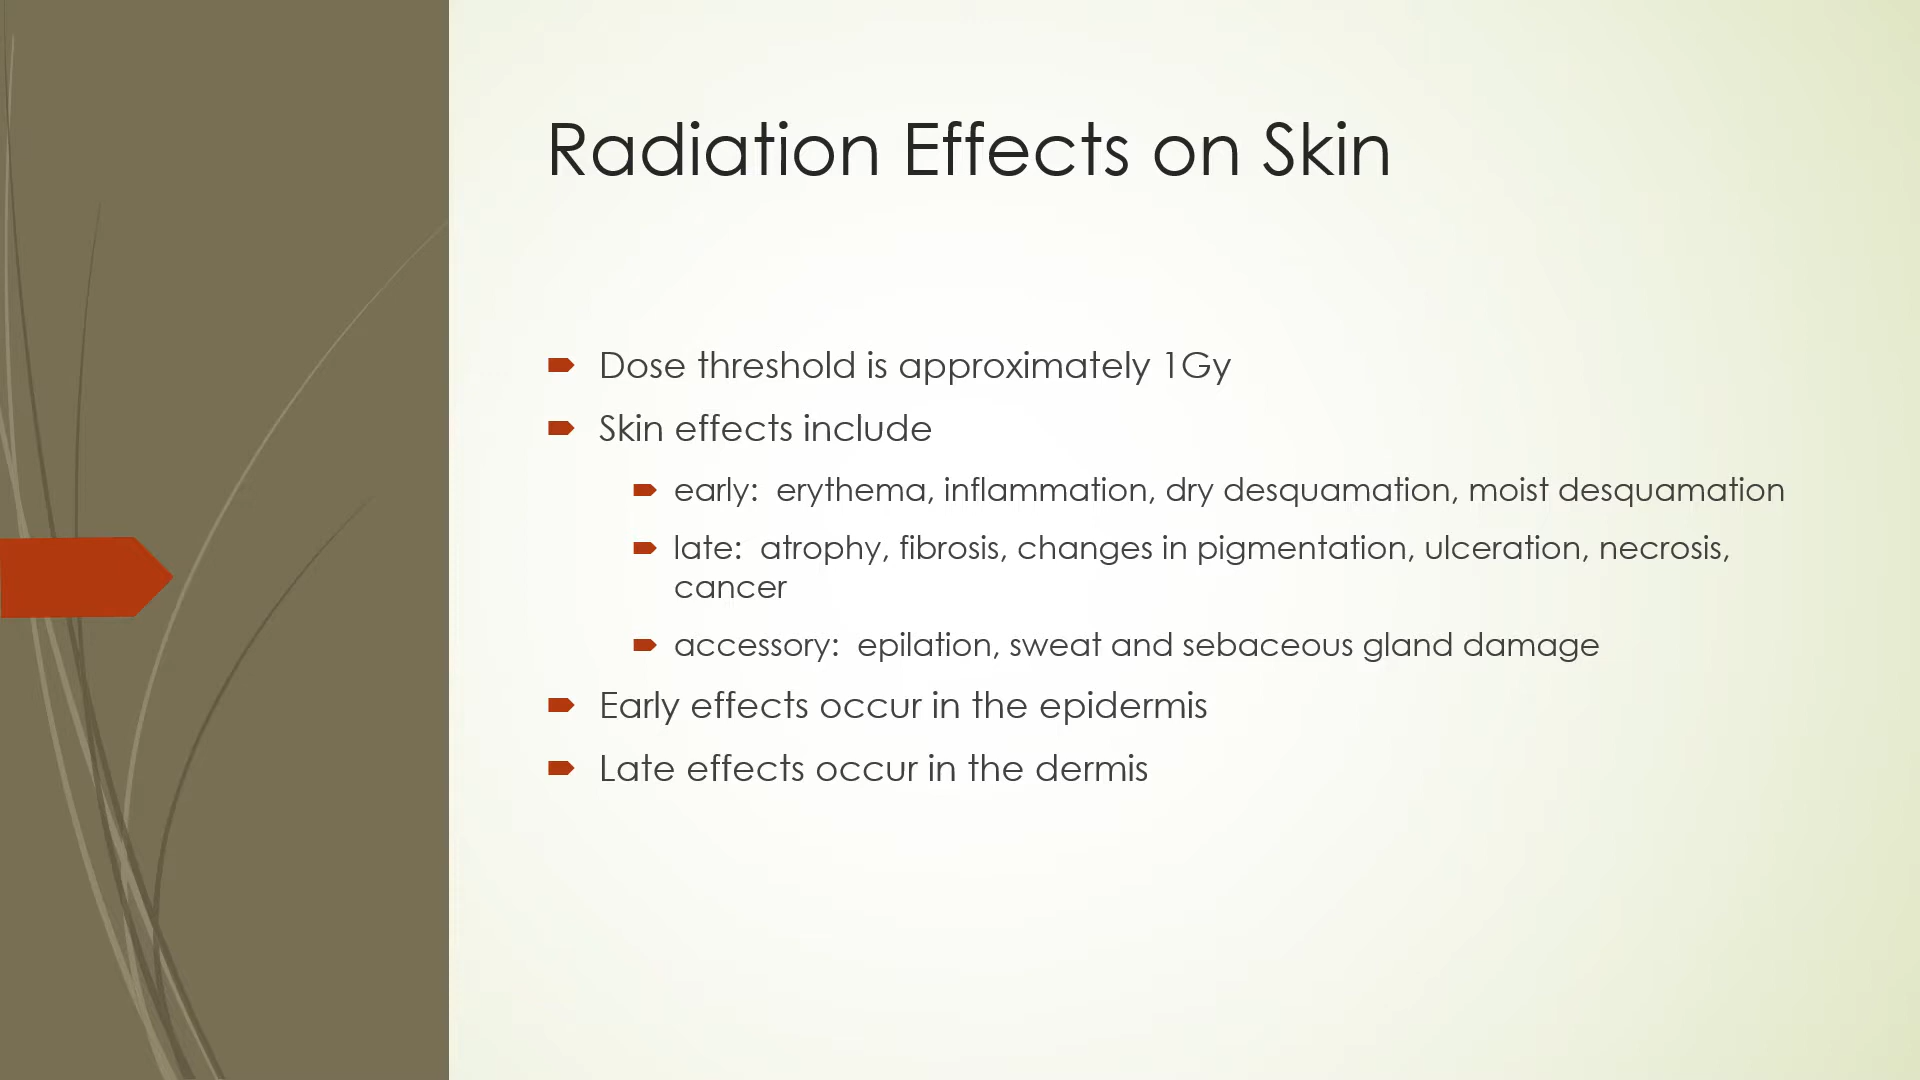 Radiation Effects on Skin
Dose threshold is approximately 1Gy
Skin effects include
early:  erythema, inflammation, dry desquamation, moist desquamation
late:  atrophy, fibrosis, changes in pigmentation, ulceration, necrosis,
cancer
accessory:  epilation, sweat and sebaceous gland damage
Early effects occur in the epidermis
Late effects occur in the dermis